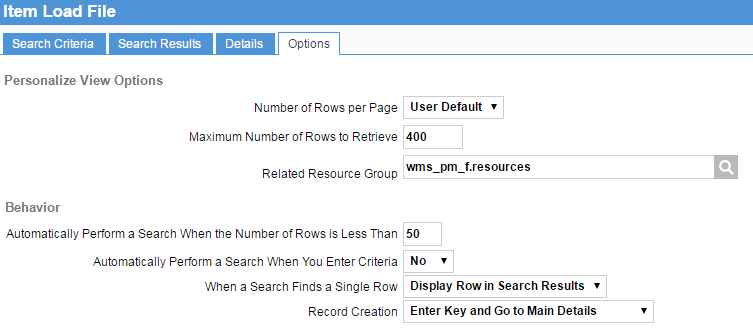 Item Load File
Search Criteria Search Results Details Options
Personalize View Options
Number of Rows per Page User Default
Maximum Number of Rows to Retrieve 400
Related Resource Group wms_pm_f.resources
Behavior
Automatically Perform a Search When the Number of Rows is Less Than 50
Automatically Perform a Search When You Enter Criteria No
When a Search Finds a Single Row Display Row in Search Results
Record Creation Enter Key and Go to Main Details